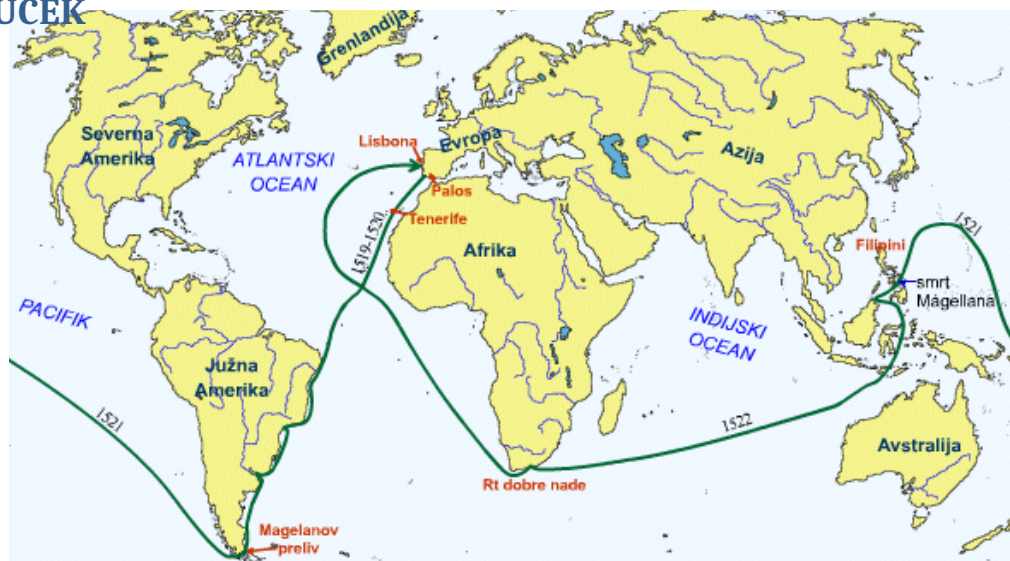 UČEK
Grenlandija
Severna
Amerika
ATLANTSKI
OCEAN
Lisbona
Evropa
Azija
Palos
Tenerife
1519-1520
Afrika
1521
Filipini
smrt
Magellana
PACIFIK
INDIJSKI
OCEAN
Južna
Amerika
1521
1522
Avstralija
Rt dobre nade
Magelanov
preliv